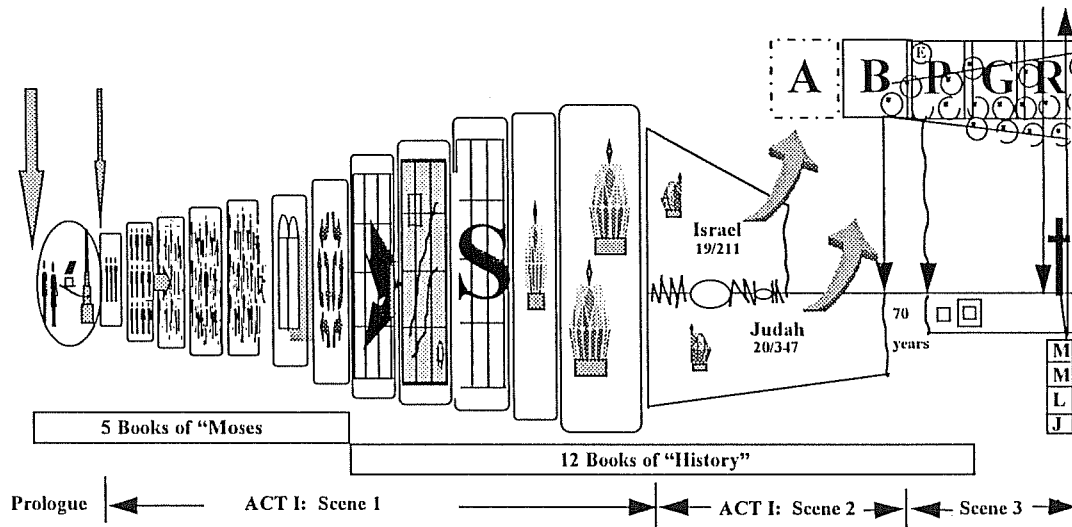 A B P G R
E
S
Israel
19/211
Judah
20/347
70
years
M
M
L
J
5 Books of “Moses
12 Books of “History”
Prologue
ACT I: Scene 1
ACT I: Scene 2
Scene 3